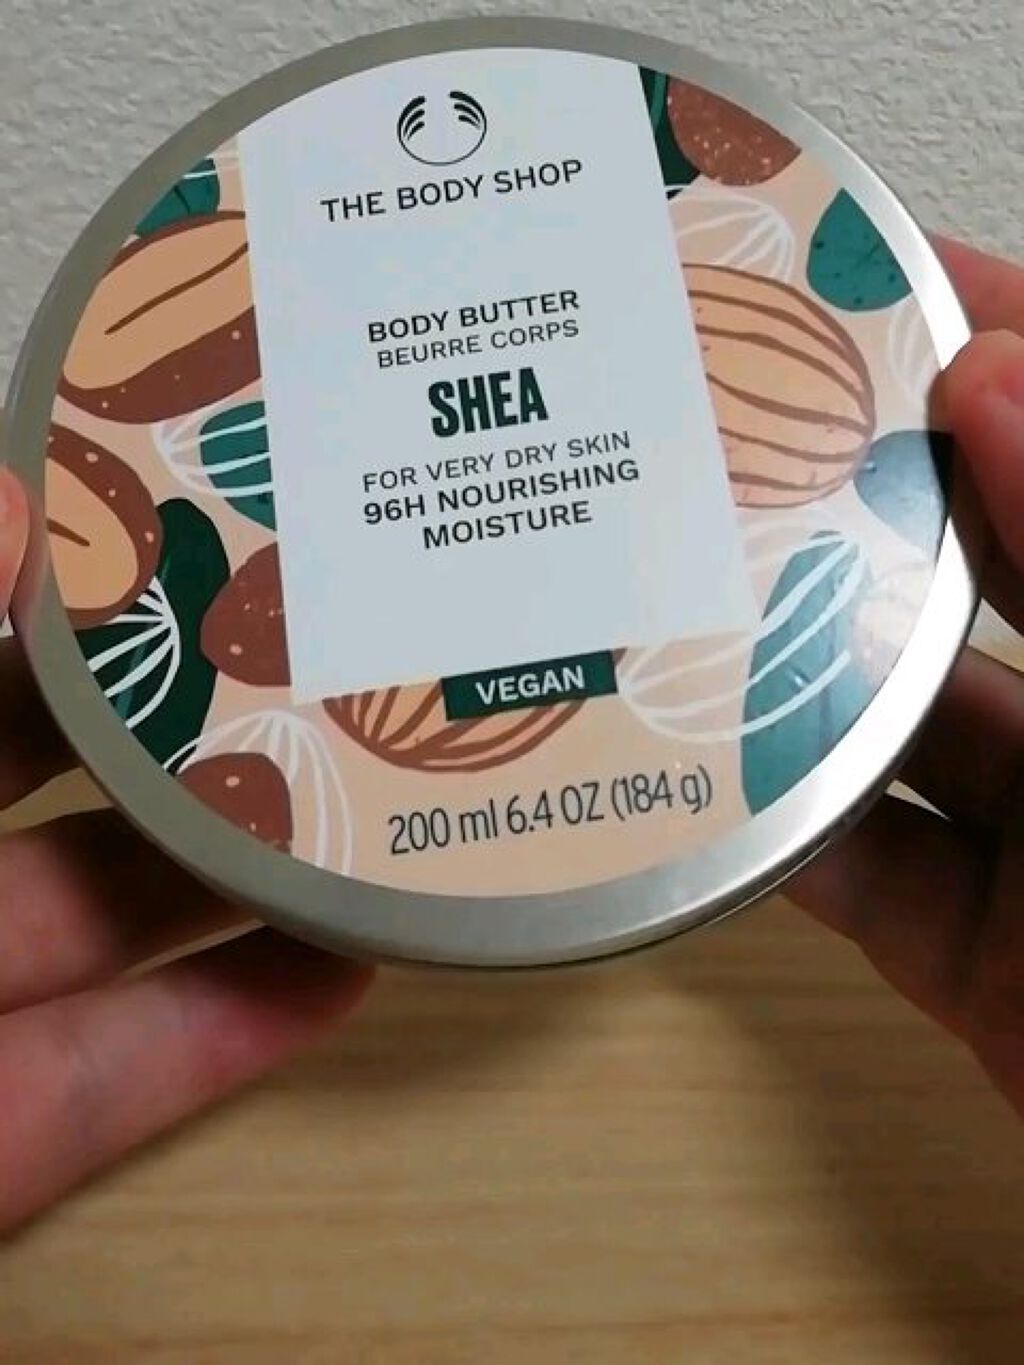 THE BODY SHOP
BODY BUTTER
BEURRE CORPS
SHEA
FOR VERY DRY SKIN
96H NOURISHING
MOISTURE
VEGAN
200 ml 6.4 OZ (184 g)